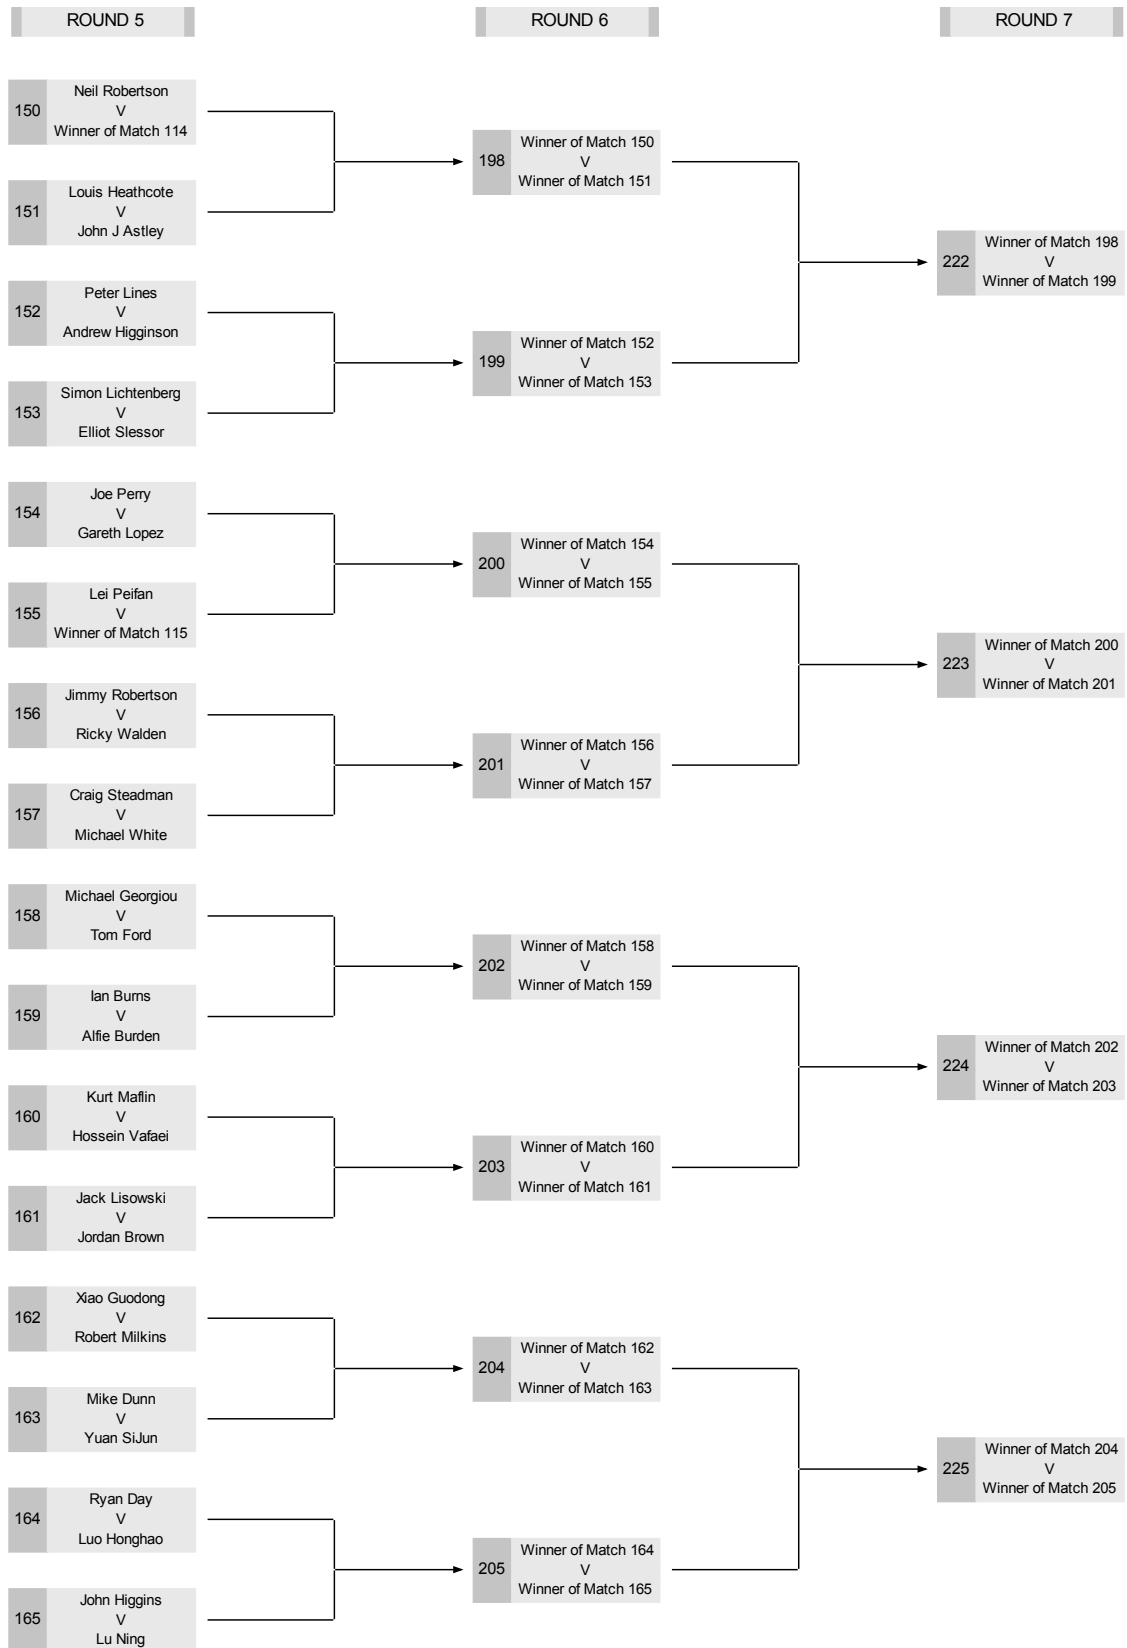 ROUND 5
ROUND 6
ROUND 7
150
Neil Robertson
V
Winner of Match 114
151
Louis Heathcote
V
John J Astley
152
Peter Lines
V
Andrew Higginson
153
Simon Lichtenberg
V
Elliot Slessor
154
Joe Perry
V
Gareth Lopez
155
Lei Peifan
V
Winner of Match 115
156
Jimmy Robertson
V
Ricky Walden
157
Craig Steadman
V
Michael White
158
Michael Georgiou
V
Tom Ford
159
Ian Burns
V
Alfie Burden
160
Kurt Maflin
V
Hossein Vafaei
161
Jack Lisowski
V
Jordan Brown
162
Xiao Guodong
V
Robert Milkins
163
Mike Dunn
V
Yuan SiJun
164
Ryan Day
V
Luo Honghao
165
John Higgins
V
Lu Ning
198
Winner of Match 150
V
Winner of Match 151
199
Winner of Match 152
V
Winner of Match 153
200
Winner of Match 154
V
Winner of Match 155
201
Winner of Match 156
V
Winner of Match 157
202
Winner of Match 158
V
Winner of Match 159
203
Winner of Match 160
V
Winner of Match 161
204
Winner of Match 162
V
Winner of Match 163
205
Winner of Match 164
V
Winner of Match 165
222
Winner of Match 198
V
Winner of Match 199
223
Winner of Match 200
V
Winner of Match 201
224
Winner of Match 202
V
Winner of Match 203
225
Winner of Match 204
V
Winner of Match 205